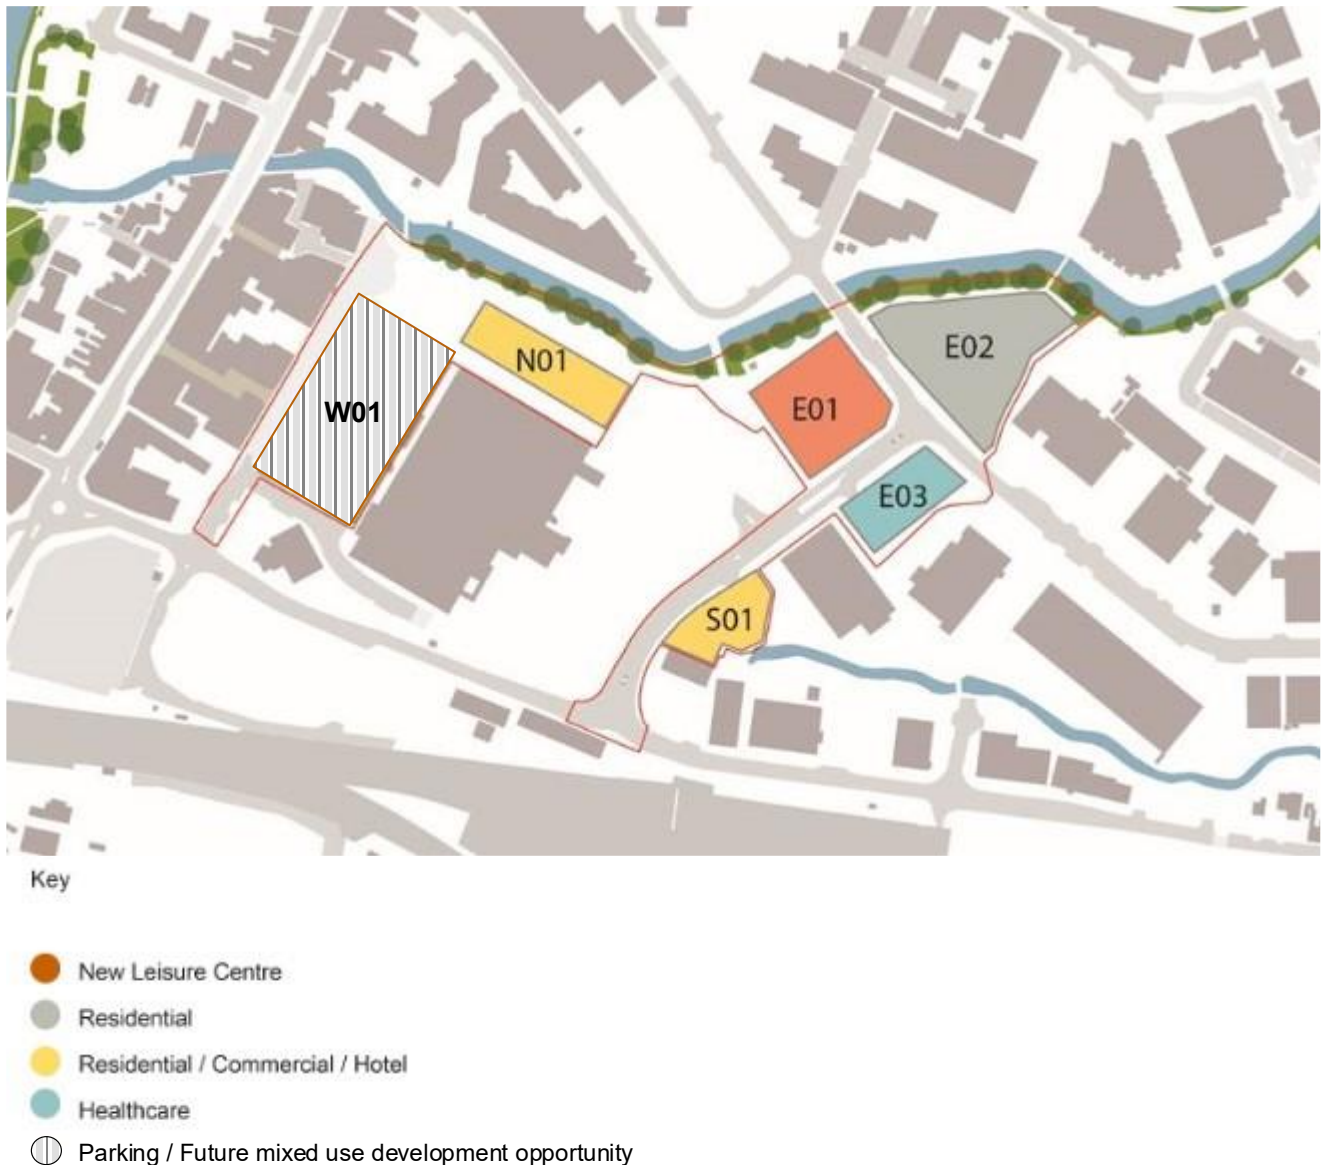 N01
E02
W01
E01
E03
S01
Key
New Leisure Centre
Residential
Residential / Commercial / Hotel
Healthcare
Parking / Future mixed use development opportunity